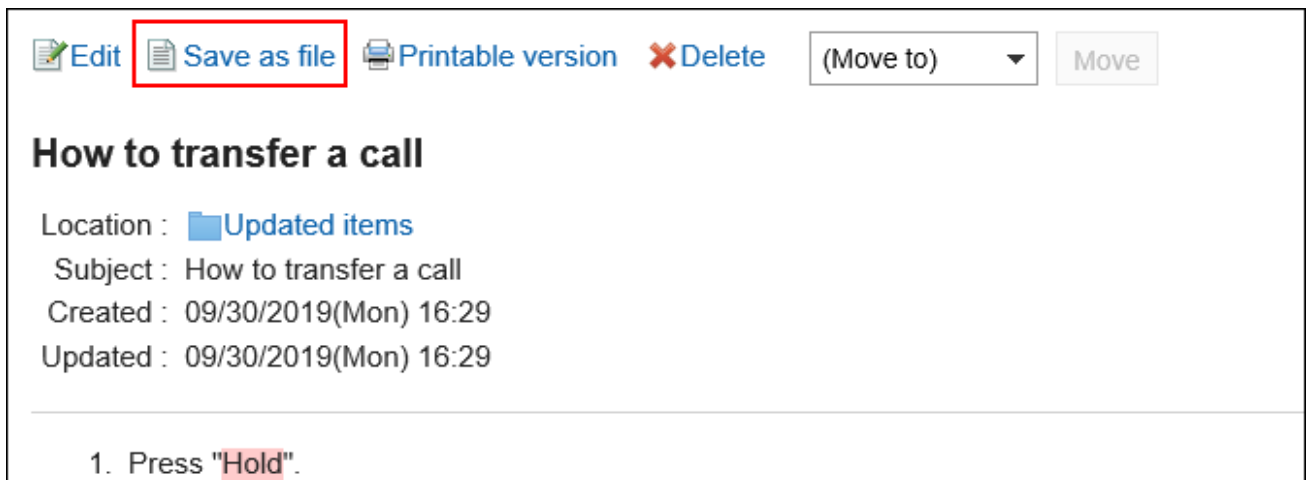 Edit Save as file Printable version Delete (Move to) Move
How to transfer a call
Location : Updated items
Subject : How to transfer a call
Created : 09/30/2019(Mon) 16:29
Updated : 09/30/2019(Mon) 16:29
1. Press "Hold".